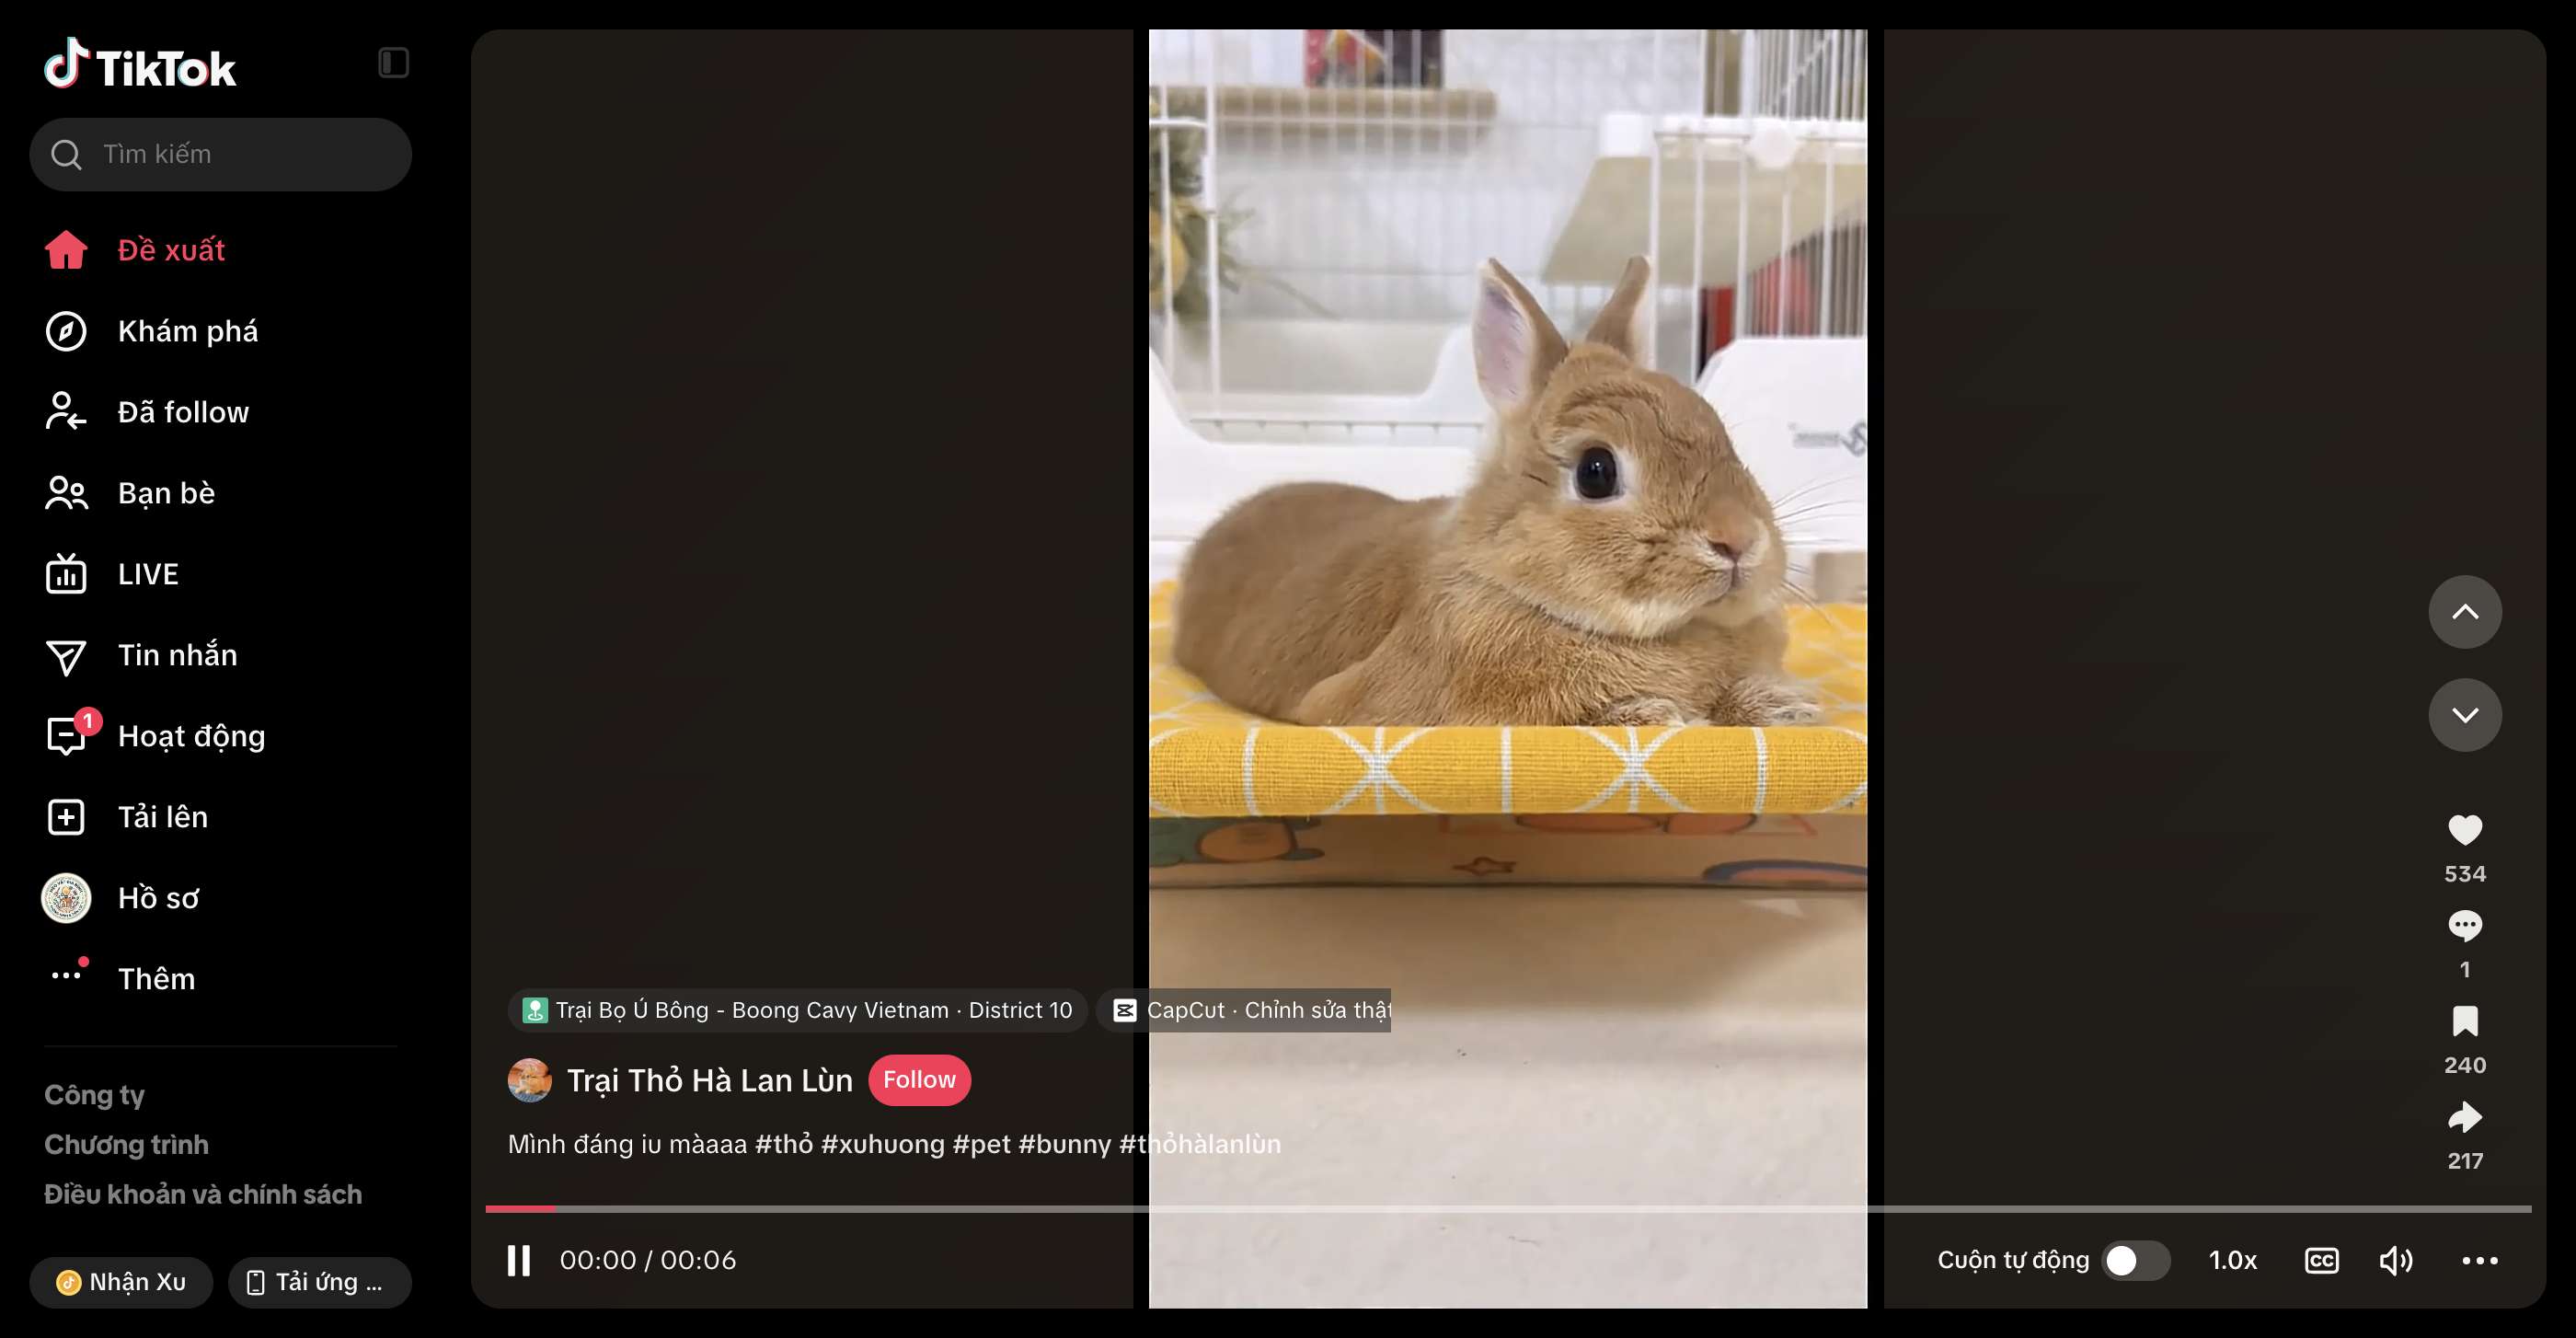 TikTok
Tìm kiếm
Đề xuất
Khám phá
Đã follow
Bạn bè
LIVE
Tin nhắn
1
Hoạt động
Tải lên
Hồ sơ
Thêm
Công ty
Chương trình
Điều khoản và chính sách
Nhận Xu
Tải ứng ...
Trại Bọ Ú Bông - Boong Cavy Vietnam · District 10
CapCut · Chỉnh sửa thật
Trại Thỏ Hà Lan Lùn
Follow
Mình đáng iu màaaa #thỏ #xuhuong #pet #bunny #thỏhàlanlùn
00:00 / 00:06
534
1
240
217
Cuộn tự động
1.0x
CC